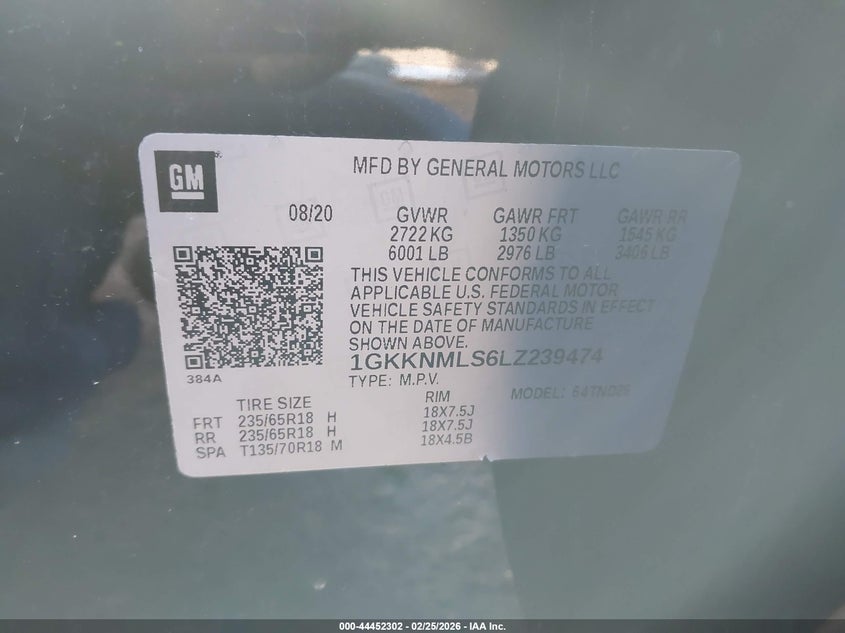 GM
MFD BY GENERAL MOTORS LLC
08/20
GVWR GAWR FRT GAWR RR
2722 KG 1350 KG 1545 KG
6001 LB 2976 LB 3406 LB
THIS VEHICLE CONFORMS TO ALL
APPLICABLE U.S. FEDERAL MOTOR
VEHICLE SAFETY STANDARDS IN EFFECT
ON THE DATE OF MANUFACTURE
SHOWN ABOVE.
1GKKNMLS6LZ239474
384A
TYPE: M.P.V. MODEL: 64TND26
TIRE SIZE RIM
FRT 235/65R18 H 18X7.5J
RR 235/65R18 H 18X7.5J
SPA T135/70R18 M 18X4.5B
000-44452302 - 02/25/2026 - IAA Inc.